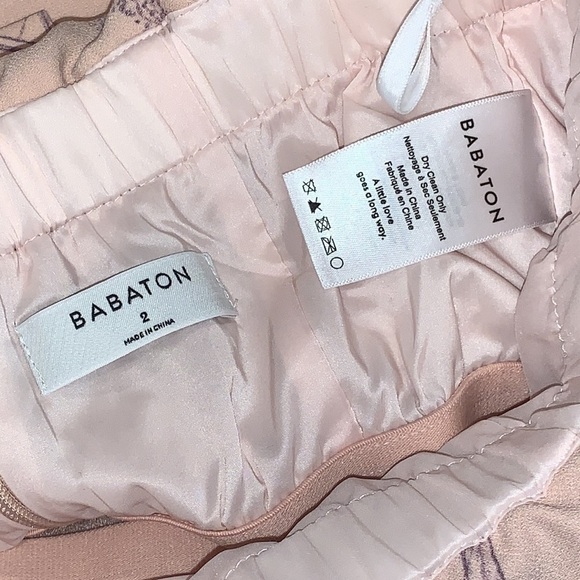 BABATON
2
MADE IN CHINA
BABATON
Dry Clean Only
Nettoyage à Sec Seulement
Made in China
Fabriqué en Chine
A little love
goes a long way.